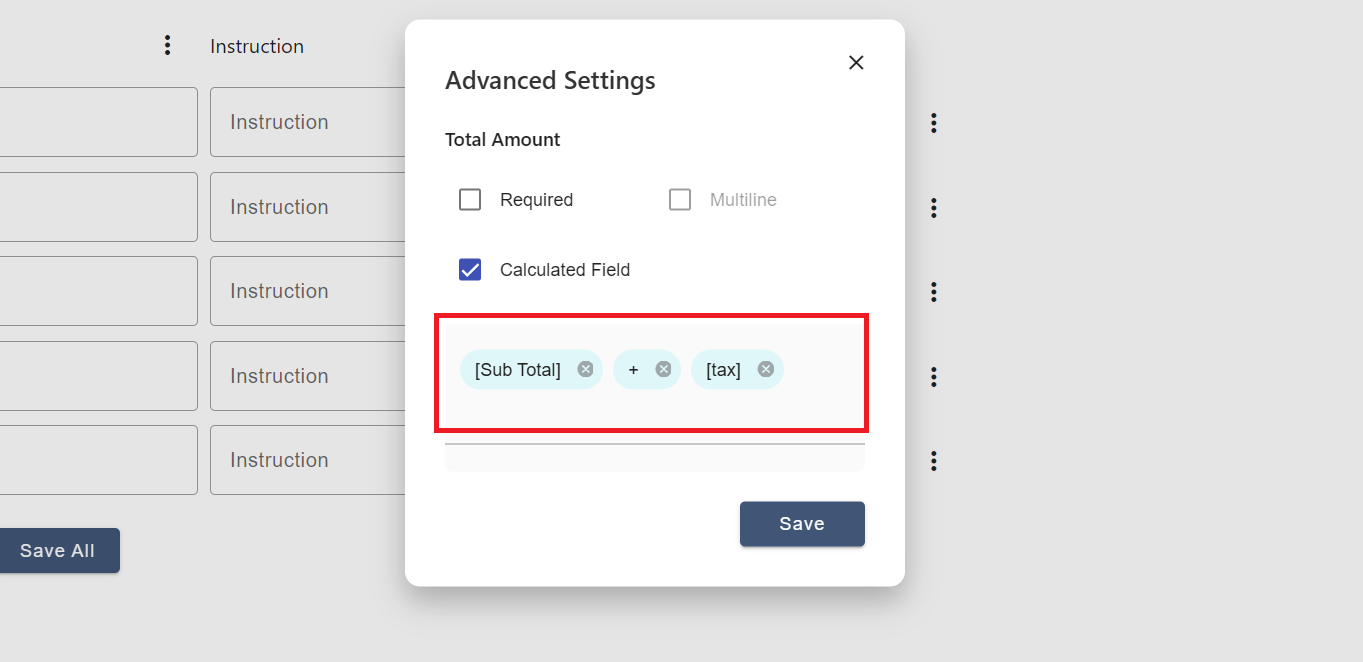 Instruction
Instruction
Instruction
Instruction
Instruction
Instruction
Save All
Advanced Settings
Total Amount
Required Multiline
Calculated Field
[Sub Total] + [tax]
Save